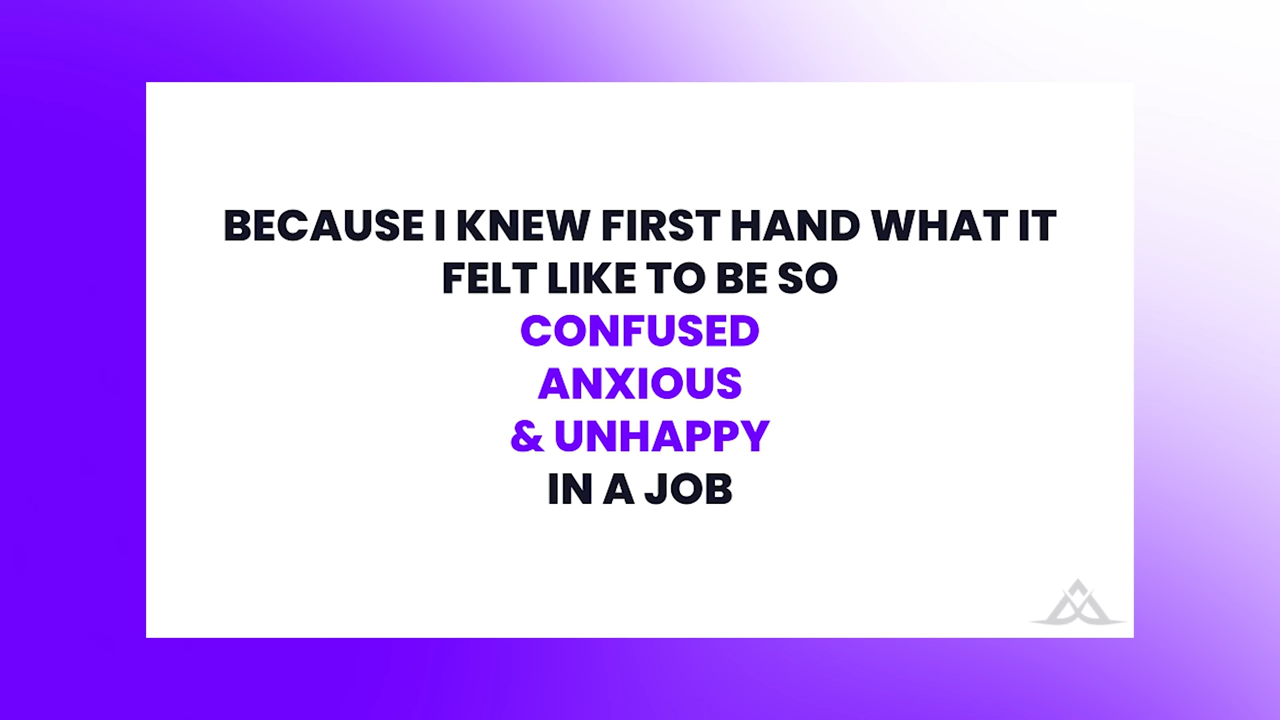 BECAUSE I KNEW FIRST HAND WHAT IT
FELT LIKE TO BE SO
CONFUSED
ANXIOUS
& UNHAPPY
IN A JOB